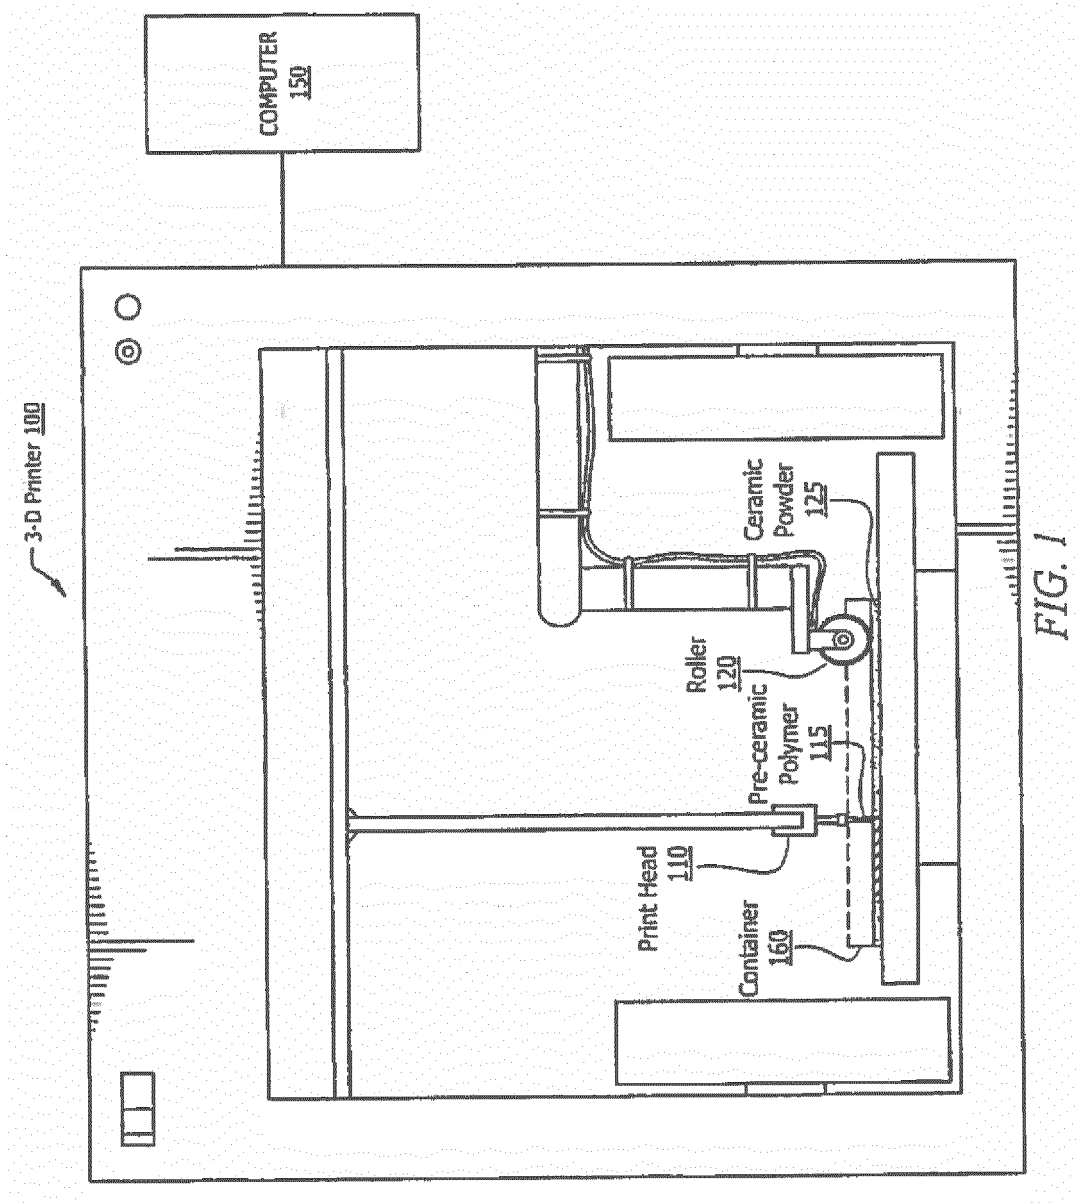 3-D Printer 100
COMPUTER
150
Print Head
110
Container
160
Pre-ceramic
Polymer
115
Roller
120
Ceramic
Powder
125
FIG. 1